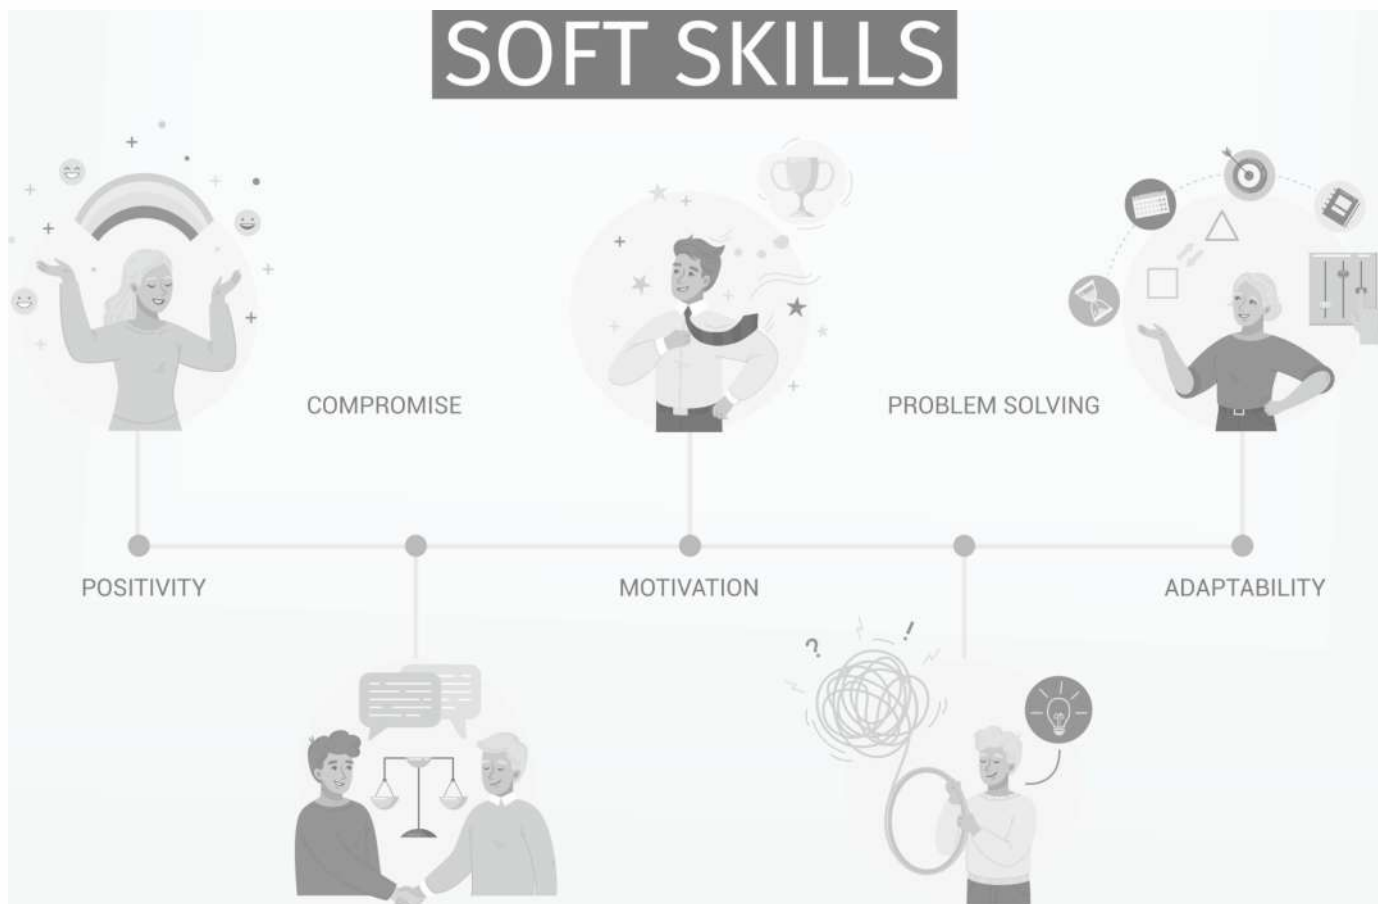 SOFT SKILLS
COMPROMISE
PROBLEM SOLVING
POSITIVITY
MOTIVATION
ADAPTABILITY
?
!